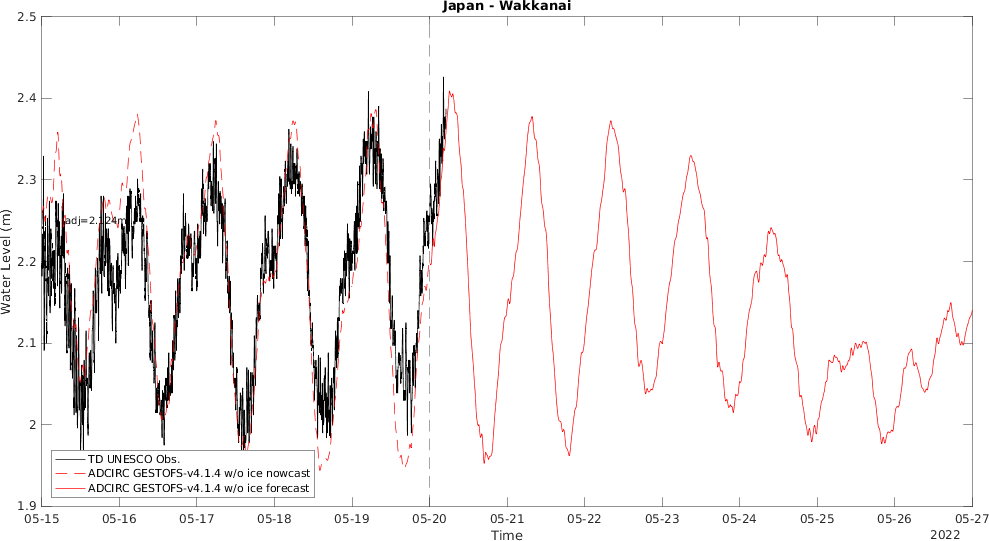 Japan - Wakkanai
2.5
2.4
2.3
2.2
2.1
2
1.9
Water Level (m)
adj=2.124m
TD UNESCO Obs.
ADCIRC GESTOFS-v4.1.4 w/o ice nowcast
ADCIRC GESTOFS-v4.1.4 w/o ice forecast
05-15 05-16 05-17 05-18 05-19 05-20 05-21 05-22 05-23 05-24 05-25 05-26 05-27
Time
2022